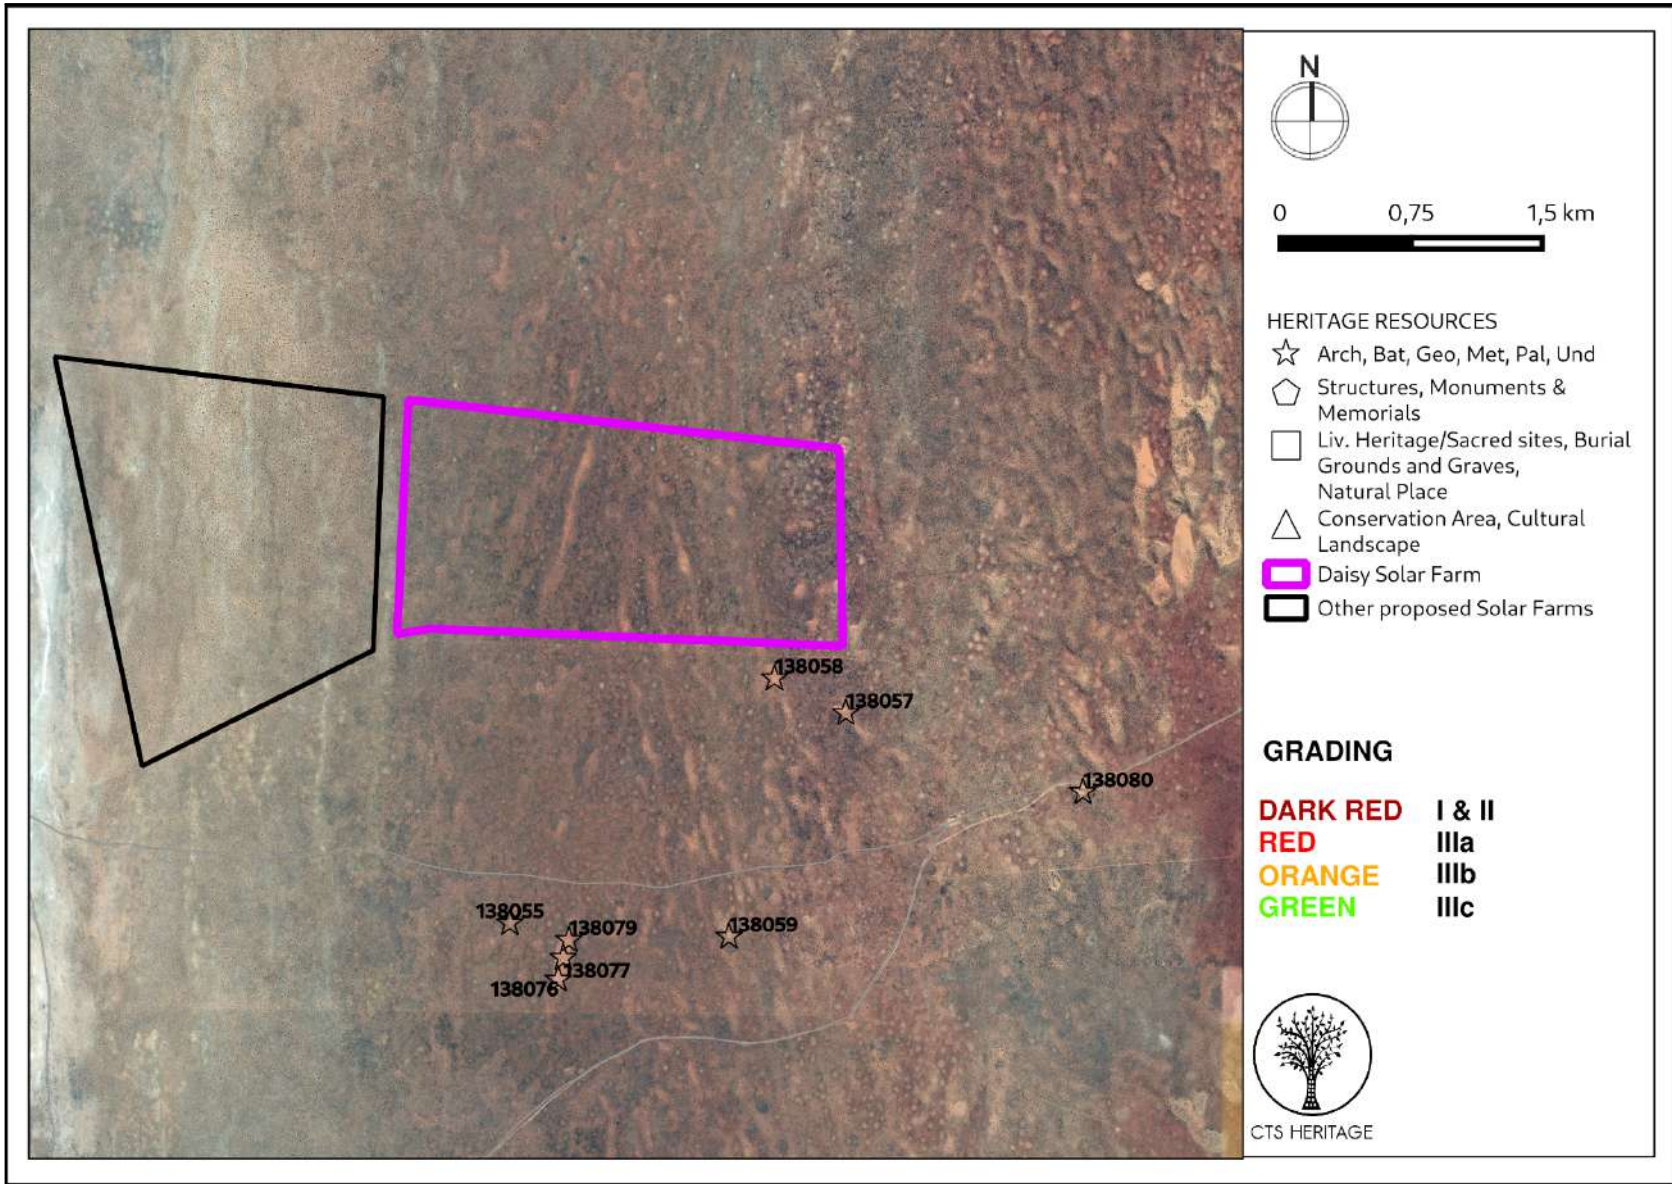 N
0 0,75 1,5 km
HERITAGE RESOURCES
Arch, Bat, Geo, Met, Pal, Und
Structures, Monuments &
Memorials
Liv. Heritage/Sacred sites, Burial
Grounds and Graves,
Natural Place
Conservation Area, Cultural
Landscape
Daisy Solar Farm
Other proposed Solar Farms
138058
138057
138080
138055
138079
138059
138077
138076
GRADING
DARK RED I & II
RED IIIa
ORANGE IIIb
GREEN IIIc
CTS HERITAGE